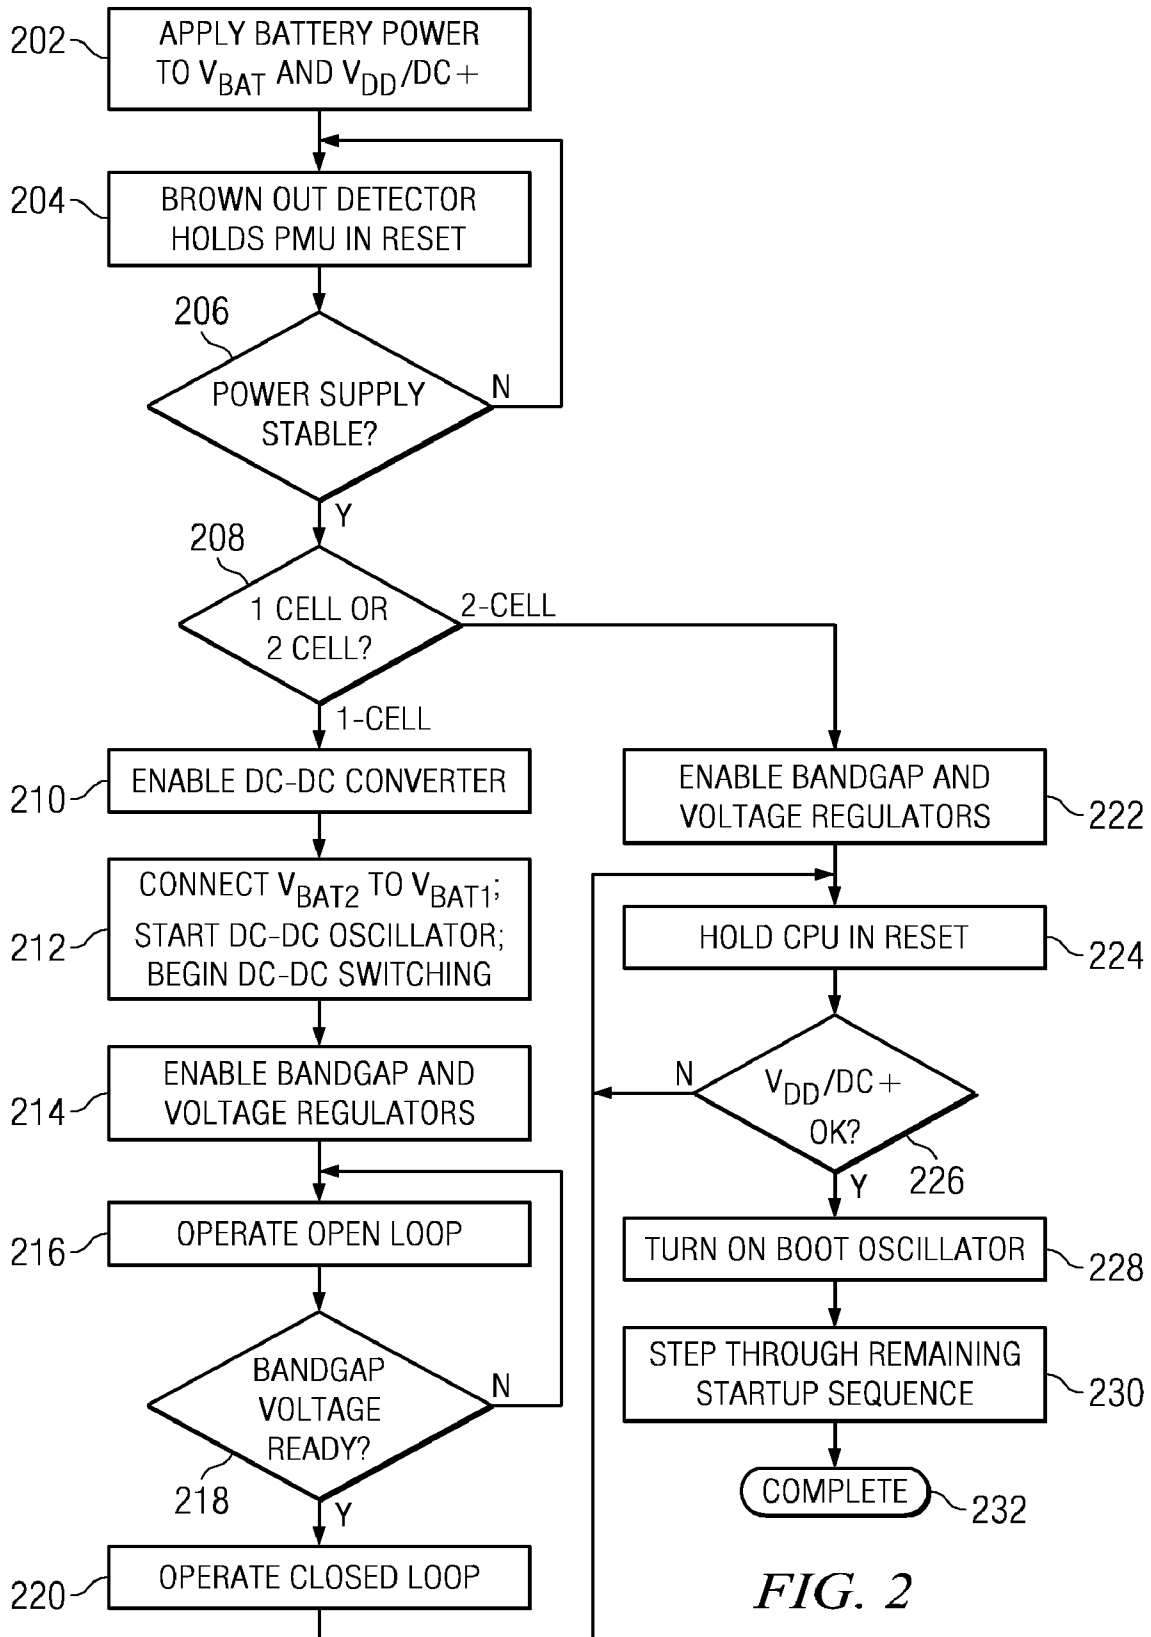 202
APPLY BATTERY POWER
TO VBAT AND VDD/DC+
204
BROWN OUT DETECTOR
HOLDS PMU IN RESET
206
POWER SUPPLY
STABLE?
N
Y
208
1 CELL OR
2 CELL?
2-CELL
1-CELL
210
ENABLE DC-DC CONVERTER
212
CONNECT VBAT2 TO VBAT1;
START DC-DC OSCILLATOR;
BEGIN DC-DC SWITCHING
214
ENABLE BANDGAP AND
VOLTAGE REGULATORS
216
OPERATE OPEN LOOP
BANDGAP
VOLTAGE
READY?
N
218
Y
220
OPERATE CLOSED LOOP
ENABLE BANDGAP AND
VOLTAGE REGULATORS
222
HOLD CPU IN RESET
224
N
VDD/DC+
OK?
226
Y
TURN ON BOOT OSCILLATOR
228
STEP THROUGH REMAINING
STARTUP SEQUENCE
230
COMPLETE
232
FIG. 2